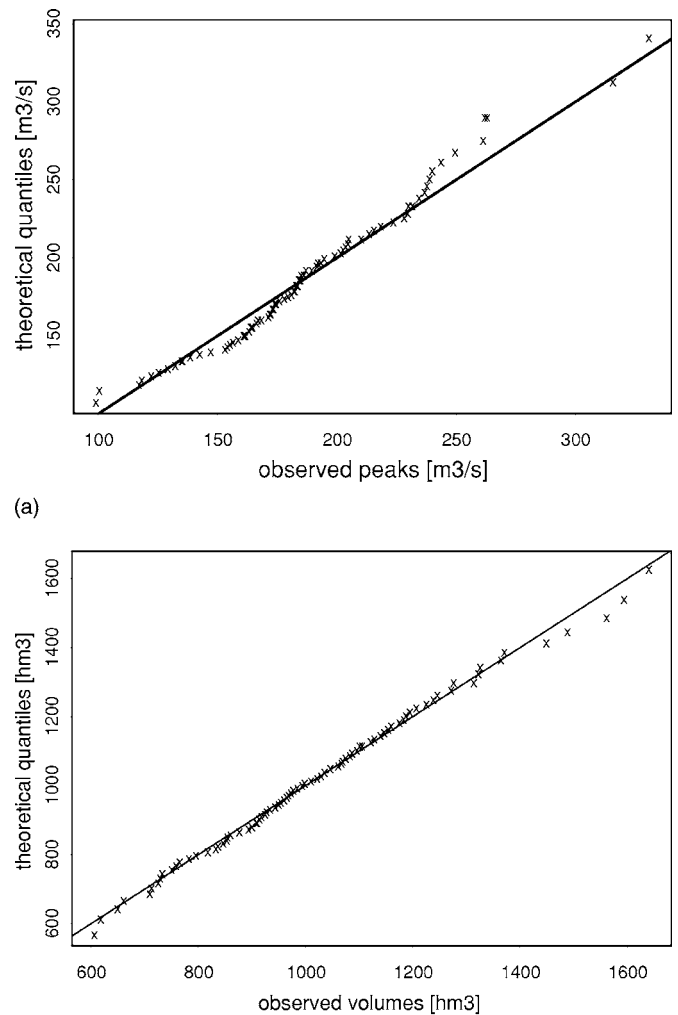 350
300
250
200
150
theoretical quantiles [m3/s]
100 150 200 250 300
observed peaks [m3/s]
(a)
1600
1400
1200
1000
800
600
theoretical quantiles [hm3]
600 800 1000 1200 1400 1600
observed volumes [hm3]